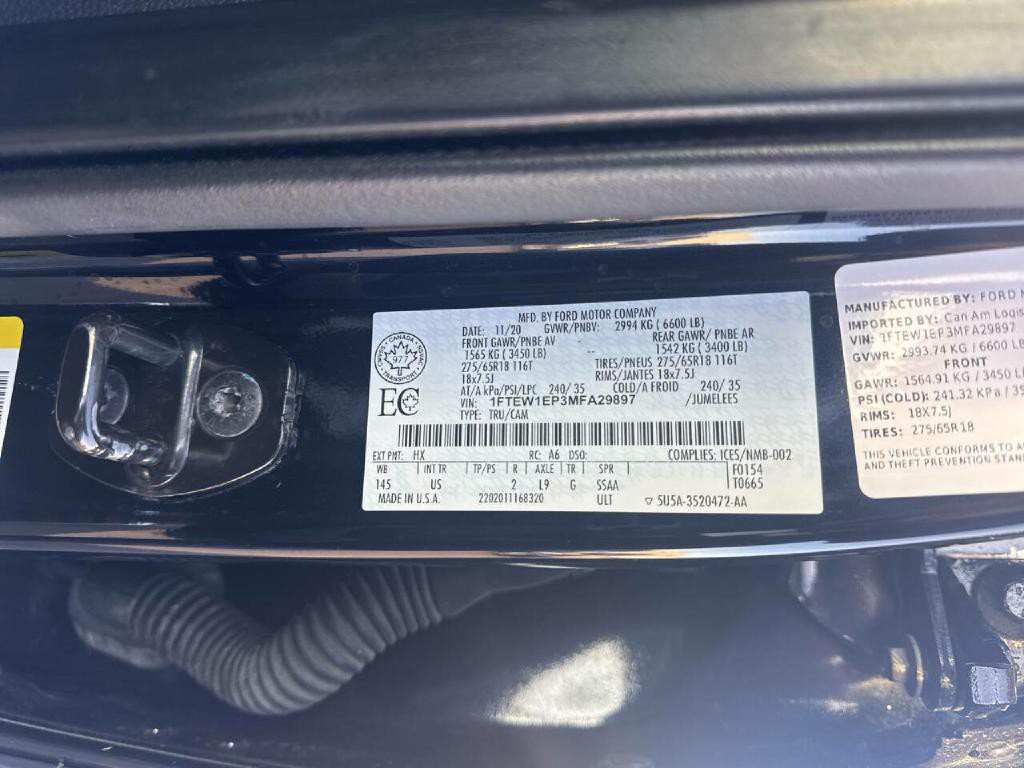 MFD. BY FORD MOTOR COMPANY
DATE: 11/20 GVWR/PNBV: 2994 KG ( 6600 LB)
FRONT GAWR/PNBE AV REAR GAWR/ PNBE AR
1565 KG ( 3450 LB) -- 1542 KG ( 3400 LB)
275/65R18 116T TIRES/PNEUS 275/65R18 116T
18x7.5J RIMS/JANTES 18x7.5J
AT/A kPa/PSI/LPC 240/ 35 COLD/A FROID 240/ 35
VIN: 1FTEW1EP3MFA29897 /JUMELEES
TYPE: TRU/CAM
CANADA
977
TRANSPORT
EC
EXT PNT: HX RC: A6 DSO: COMPLIES: ICES/NMB-002
WB INT TR TP/PS R AXLE TR SPR F0154
145 US 2 L9 G SSAA T0665
MADE IN U.S.A. 2202011168320 ULT ▽ 5U5A-3520472-AA
MANUFACTURED BY: FORD
IMPORTED BY: Can Am
VIN: 1FTEW1EP3MFA29897
GVWR: 2993.74 KG / 6600
FRONT
GAWR: 1564.91 KG / 3450
PSI (COLD): 241.32 KPA /
RIMS: 18X7.5J
TIRES: 275/65R18
THIS VEHICLE CONFORMS TO
AND THEFT PREVENTION